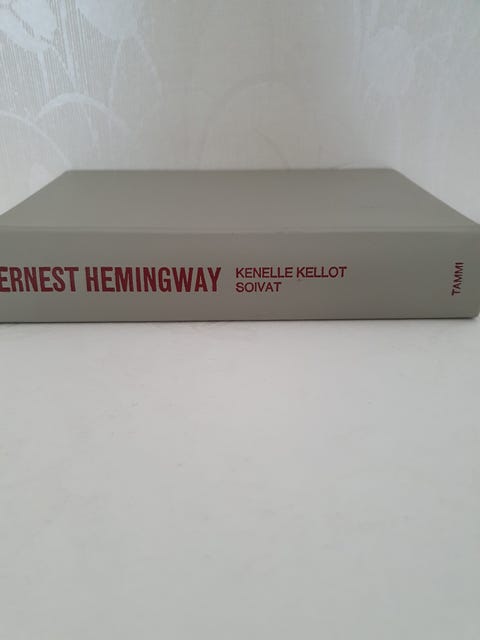 ERNEST HEMINGWAY
KENELLE KELLOT
SOIVAT
TAMMI